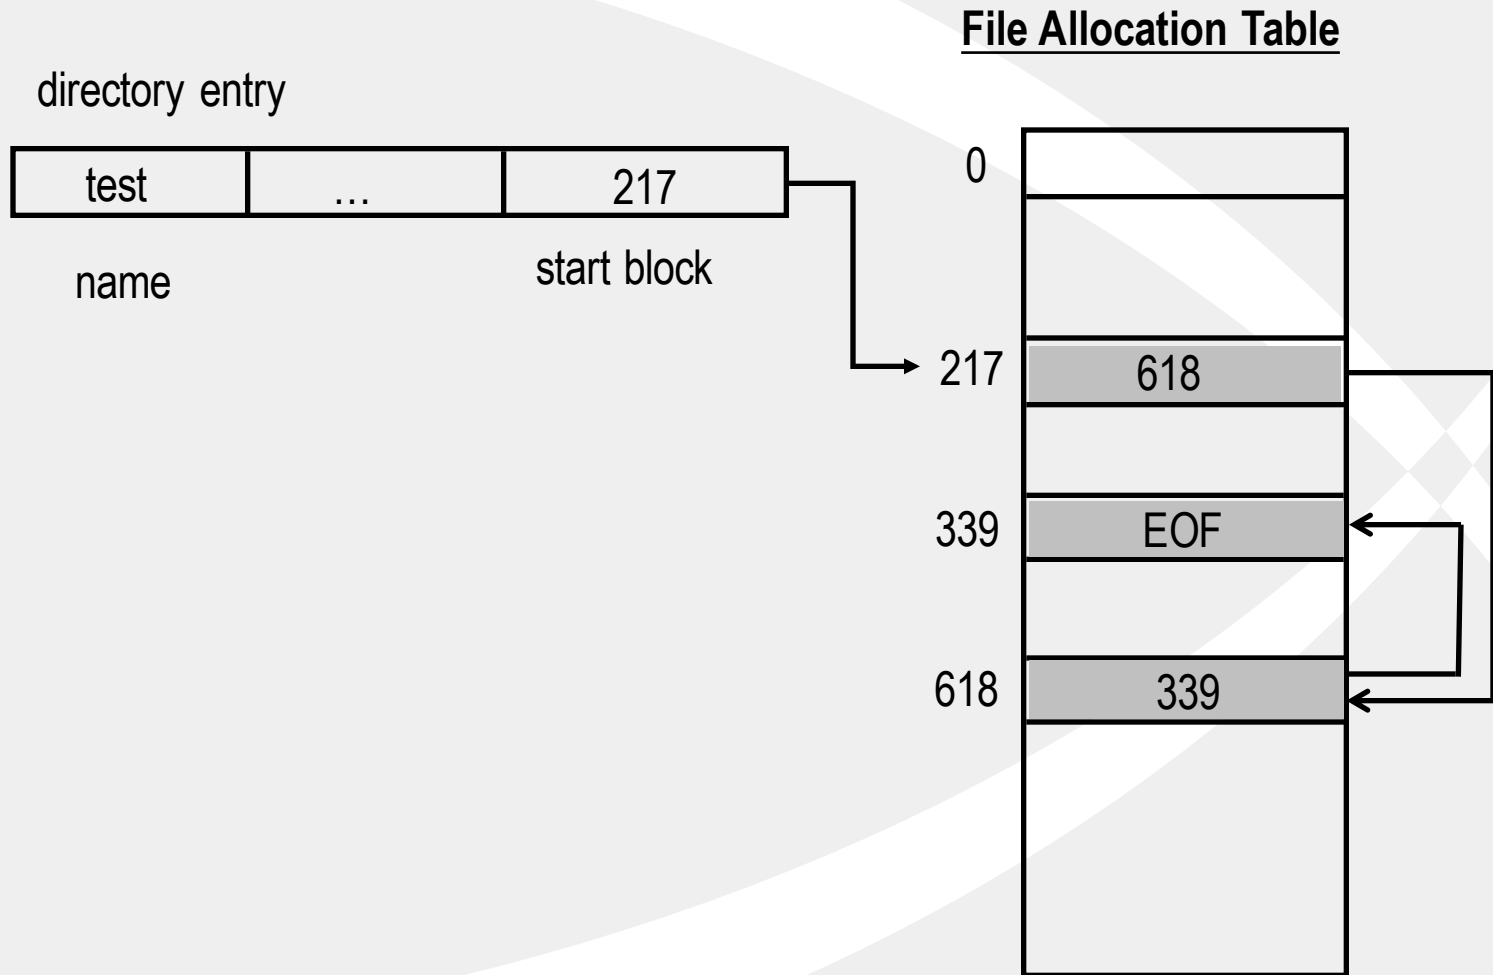 File Allocation Table
directory entry
test … 217
name start block
0
217 618
339 EOF
618 339